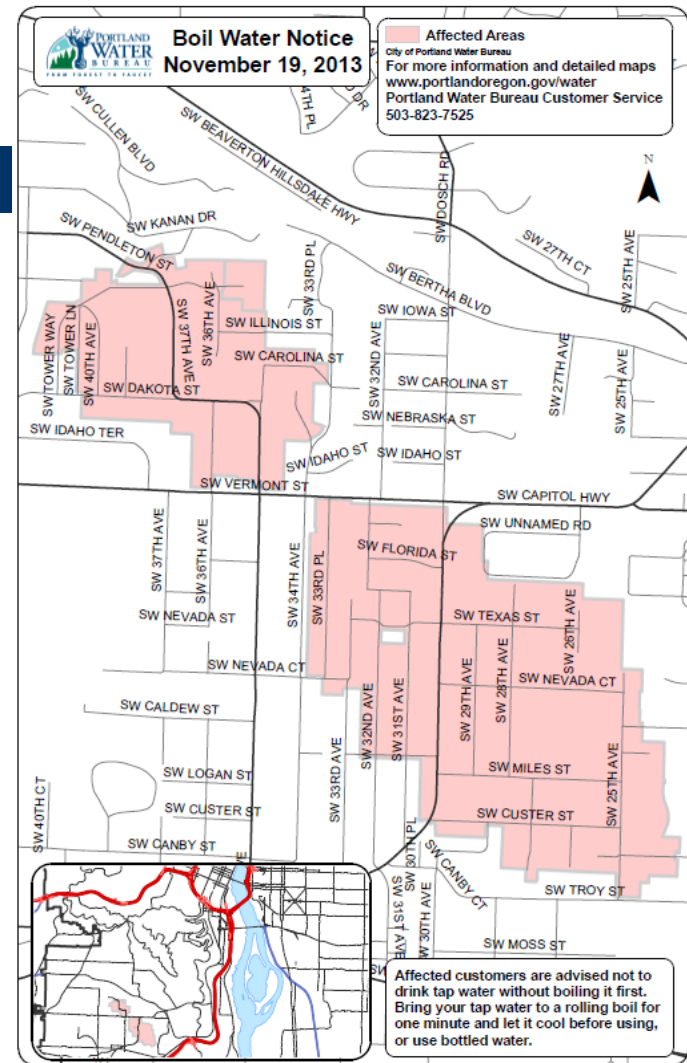 PORTLAND
WATER
BUREAU
FROM FOREST TO FAUCET
Boil Water Notice
November 19, 2013
Affected Areas
City of Portland Water Bureau
For more information and detailed maps
www.portlandoregon.gov/water
Portland Water Bureau Customer Service
503-823-7525
N
SW CULLEN BLVD
4TH PL
DR
SW BEAVERTON HILLSDALE HWY
SW DOSCH RD
SW KANAN DR
SW PENDLETON ST
SW 33RD PL
SW 27TH CT
SW 25TH AVE
SW BERTHA BLVD
SW TOWER WAY
SW TOWER LN
SW 40TH AVE
SW 37TH AVE
SW 36TH AVE
SW ILLINOIS ST
SW IOWA ST
SW 32ND AVE
SW CAROLINA ST
SW CAROLINA ST
SW 27TH AVE
SW 25TH AVE
SW DAKOTA ST
SW NEBRASKA ST
SW IDAHO TER
SW IDAHO ST
SW IDAHO ST
SW VERMONT ST
SW CAPITOL HWY
SW UNNAMED RD
SW 37TH AVE
SW 36TH AVE
SW 34TH AVE
SW 33RD PL
SW FLORIDA ST
SW NEVADA ST
SW TEXAS ST
SW 26TH AVE
SW NEVADA CT
SW NEVADA CT
SW 32ND AVE
SW 31ST AVE
SW 29TH AVE
SW 28TH AVE
SW CALDEW ST
SW 33RD AVE
SW 25TH AVE
SW LOGAN ST
SW MILES ST
SW CUSTER ST
SW CUSTER ST
SW 40TH CT
SW CANBY ST
SW 30TH PL
SW CANBY CT
SW TROY ST
SW 31ST AVE
SW 30TH AVE
SW MOSS ST
Affected customers are advised not to
drink tap water without boiling it first.
Bring your tap water to a rolling boil for
one minute and let it cool before using,
or use bottled water.